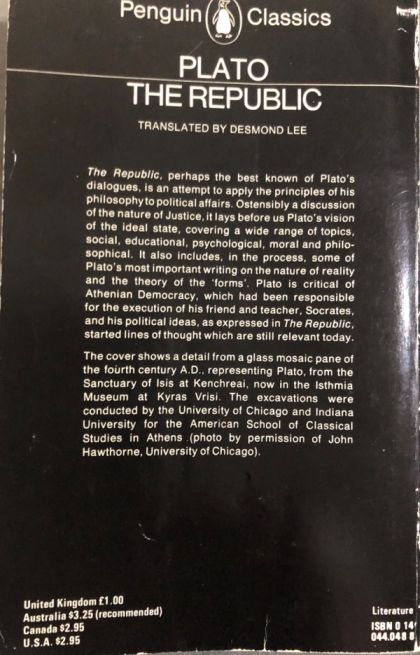 Penguin Classics
PLATO
THE REPUBLIC
TRANSLATED BY DESMOND LEE
The Republic, perhaps the best known of Plato's
dialogues, is an attempt to apply the principles of his
philosophy to political affairs. Ostensibly a discussion
of the nature of Justice, it lays before us Plato's vision
of the ideal state, covering a wide range of topics,
social, educational, psychological, moral and philo-
sophical. It also includes, in the process, some of
Plato's most important writing on the nature of reality
and the theory of the 'forms'. Plato is critical of
Athenian Democracy, which had been responsible
for the execution of his friend and teacher, Socrates,
and his political ideas, as expressed in The Republic,
started lines of thought which are still relevant today.
The cover shows a detail from a glass mosaic pane of
the fourth century A.D., representing Plato, from the
Sanctuary of Isis at Kenchreai, now in the Isthmia
Museum at Kyras Vrisi. The excavations were
conducted by the University of Chicago and Indiana
University for the American School of Classical
Studies in Athens (photo by permission of John
Hawthorne, University of Chicago).
United Kingdom £1.00
Australia $3.25 (recommended)
Canada $2.95
U.S.A. $2.95
Literature
ISBN 0 14
044.048 8